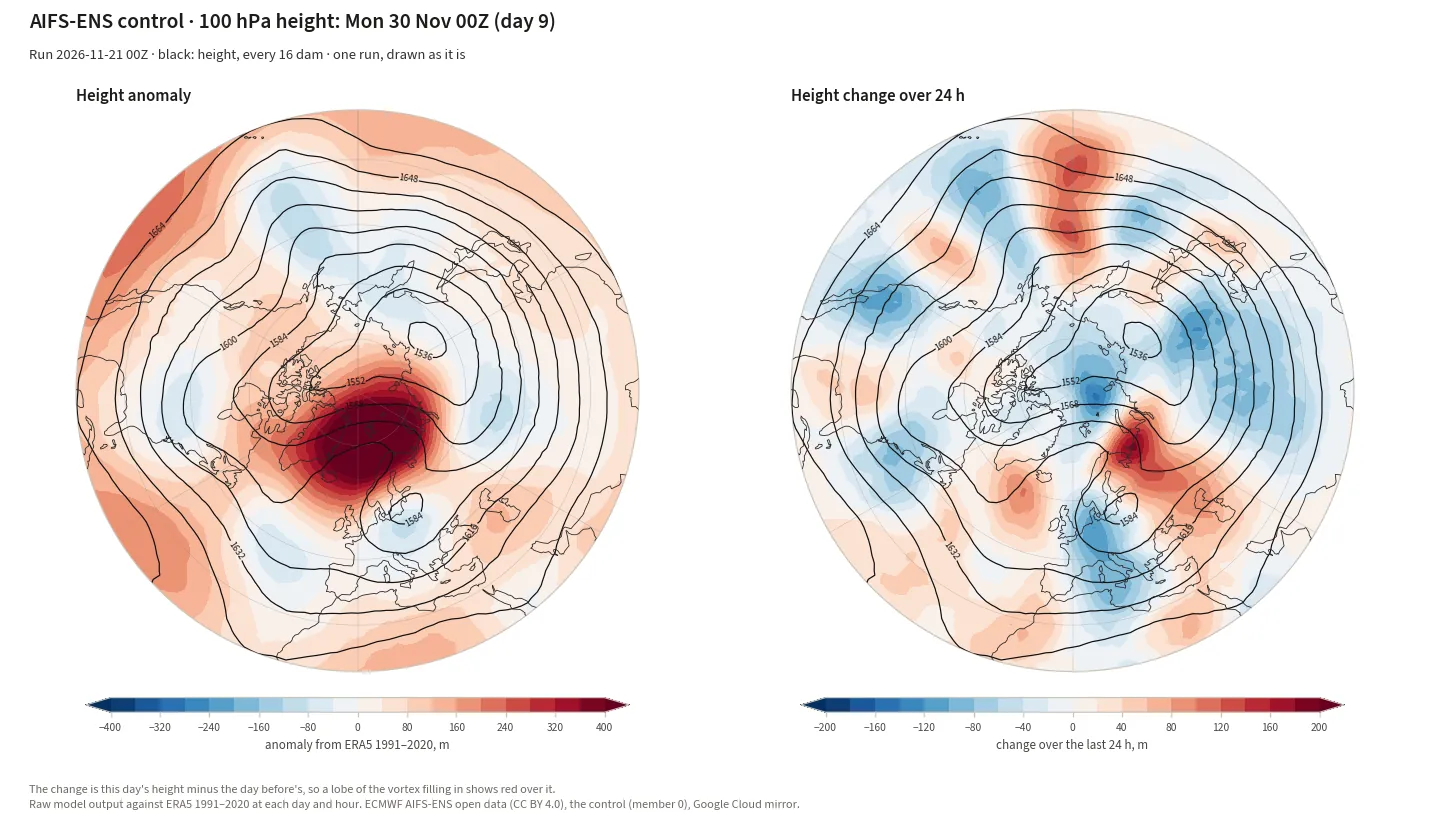 AIFS-ENS control · 100 hPa height: Mon 30 Nov 00Z (day 9)
Run 2026-11-21 00Z · black: height, every 16 dam · one run, drawn as it is
Height anomaly
Height change over 24 h
1648
1664
1600
1584
1536
1552
1584
1616
1632
1648
1664
1600
1584
1536
1552
1568
1584
1616
1632
−400 −320 −240 −160 −80 0 80 160 240 320 400
anomaly from ERA5 1991–2020, m
−200 −160 −120 −80 −40 0 40 80 120 160 200
change over the last 24 h, m
The change is this day's height minus the day before's, so a lobe of the vortex filling in shows red over it.
Raw model output against ERA5 1991–2020 at each day and hour. ECMWF AIFS-ENS open data (CC BY 4.0), the control (member 0), Google Cloud mirror.